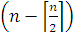 (n − ⌈n/2⌉)